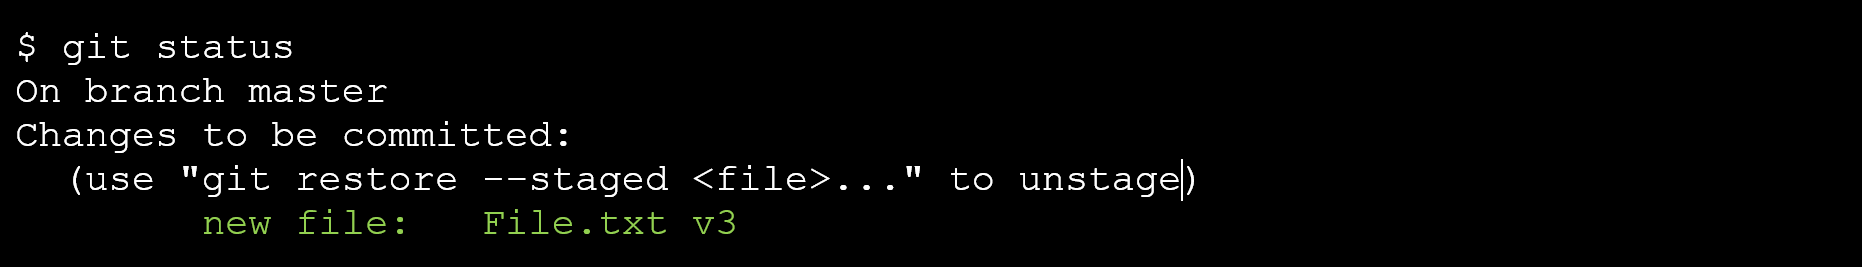 $ git status
On branch master
Changes to be committed:
  (use "git restore --staged <file>..." to unstage)
        new file:   File.txt v3